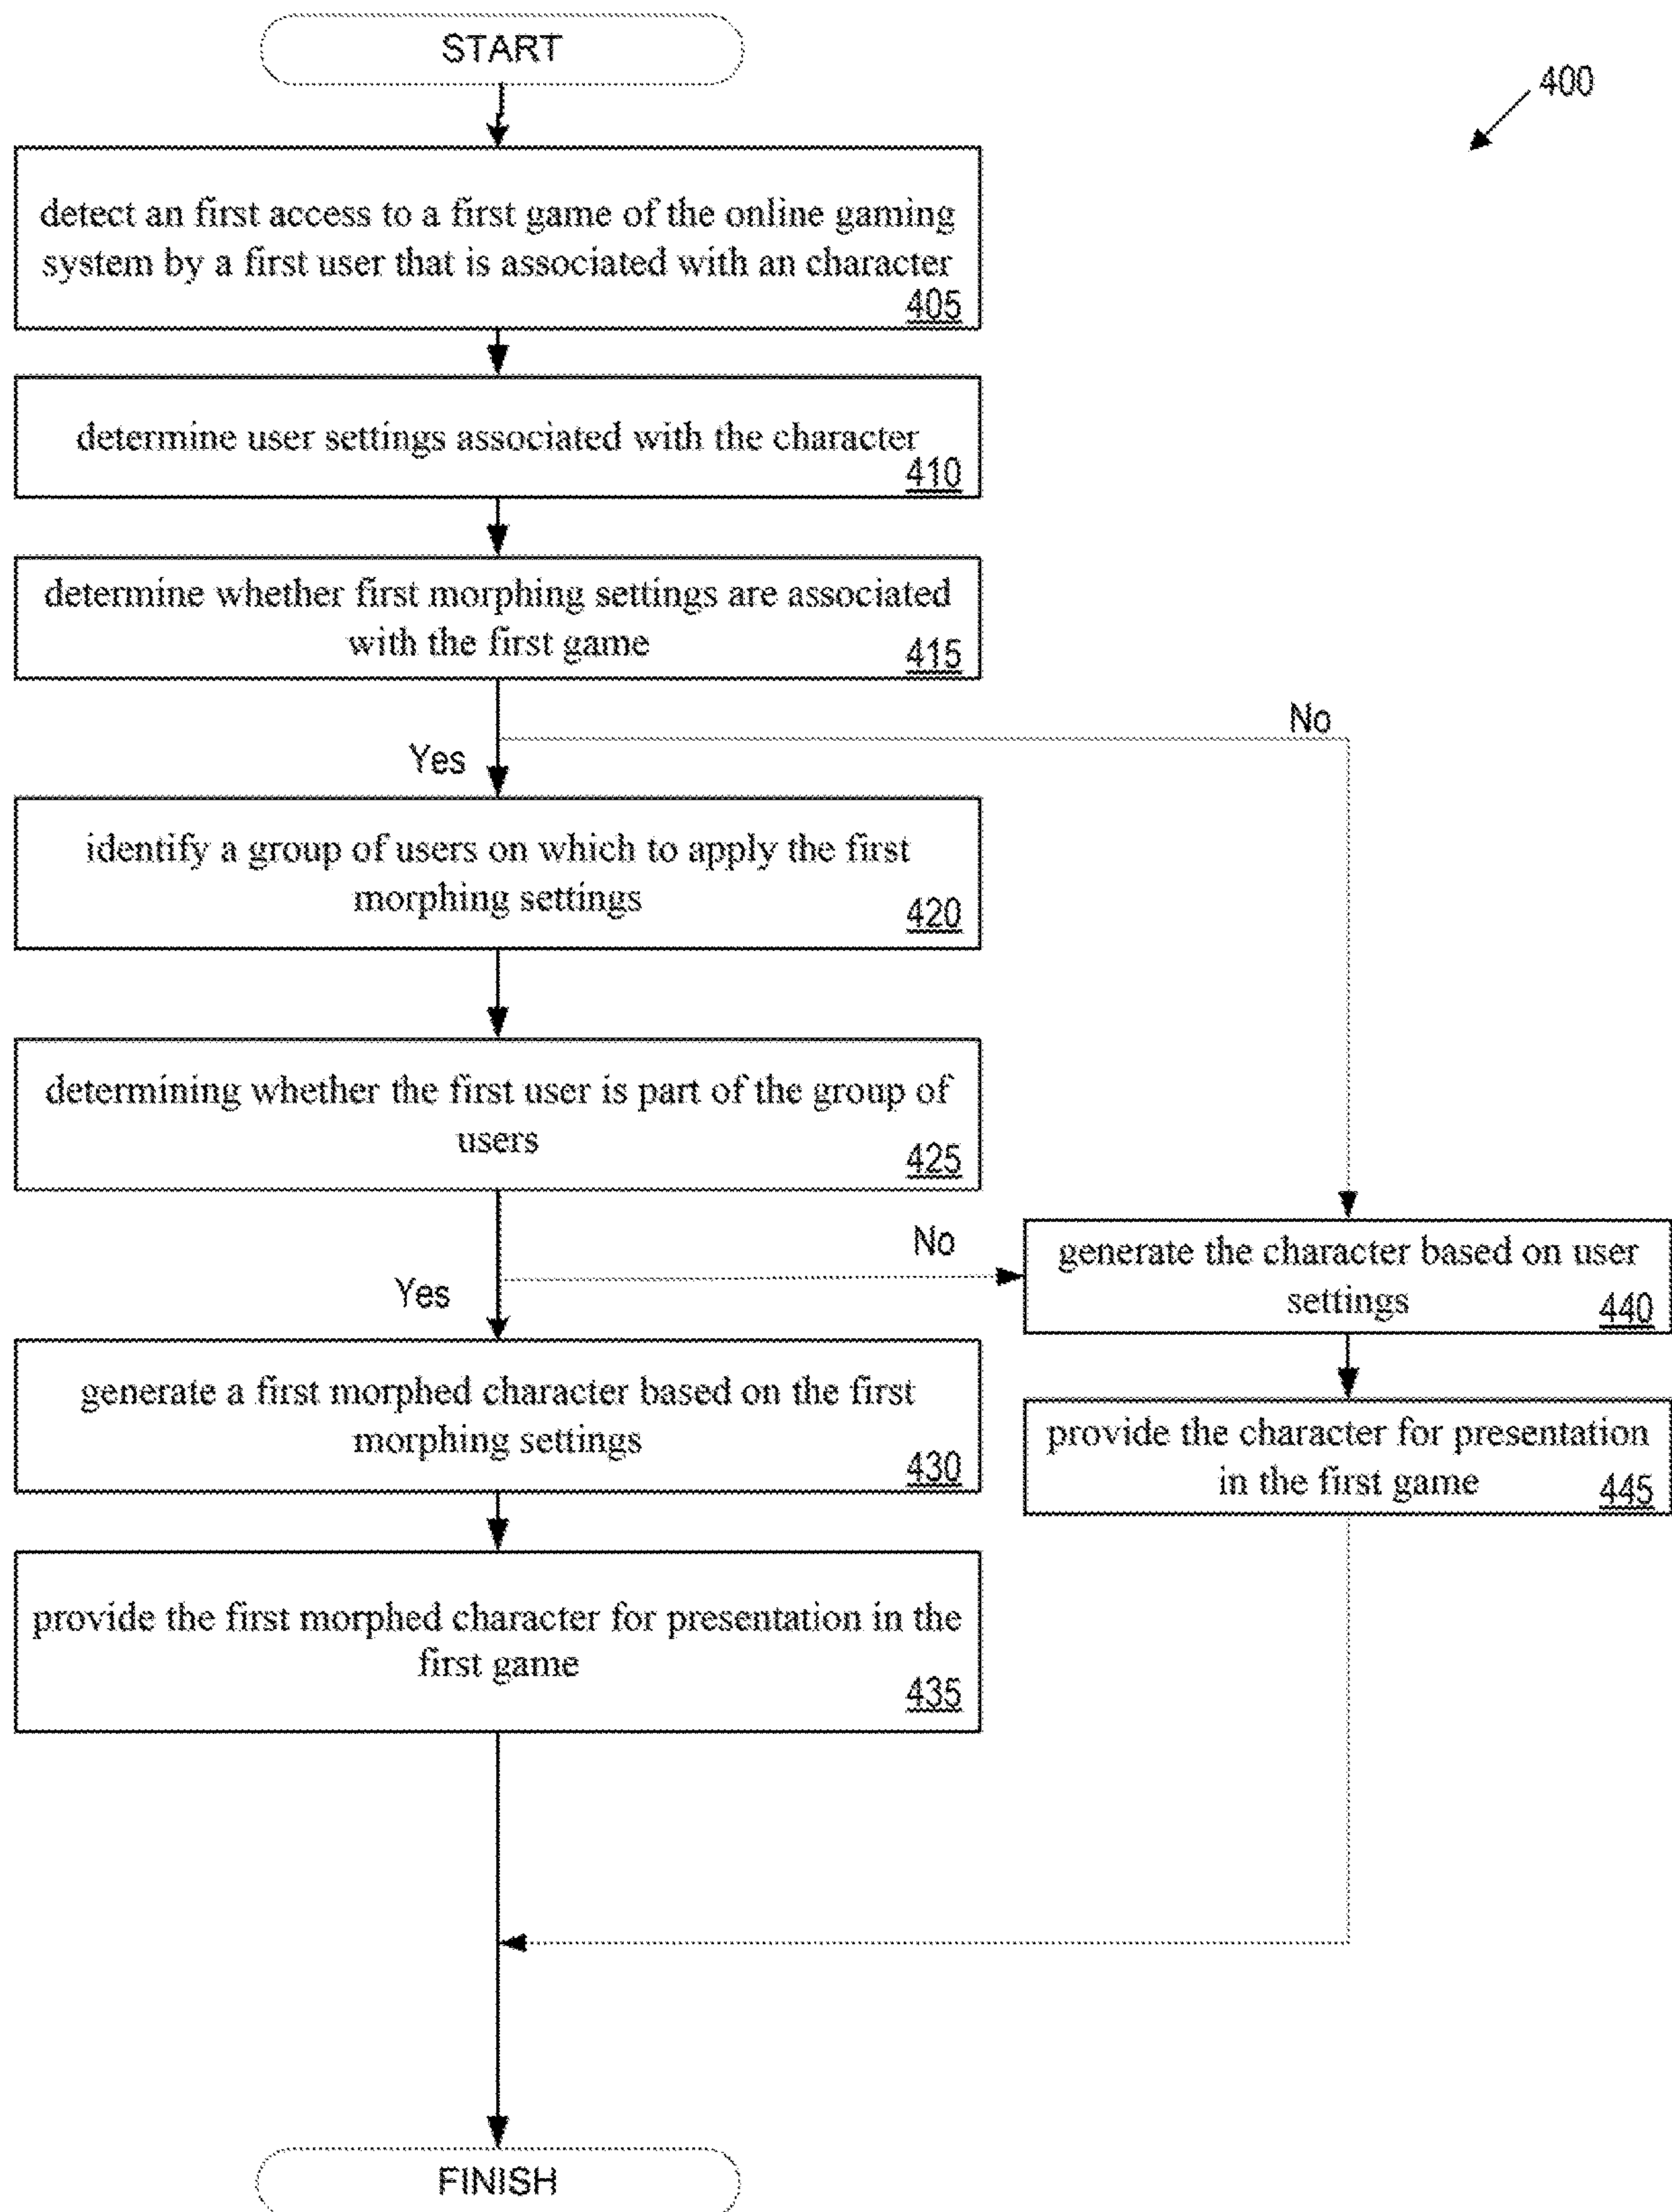 START
400
detect an first access to a first game of the online gaming
system by a first user that is associated with an character
405
determine user settings associated with the character
410
determine whether first morphing settings are associated
with the first game
415
No
Yes
identify a group of users on which to apply the first
morphing settings
420
determining whether the first user is part of the group of
users
425
No
Yes
generate the character based on user
settings
440
generate a first morphed character based on the first
morphing settings
430
provide the character for presentation
in the first game
445
provide the first morphed character for presentation in the
first game
435
FINISH